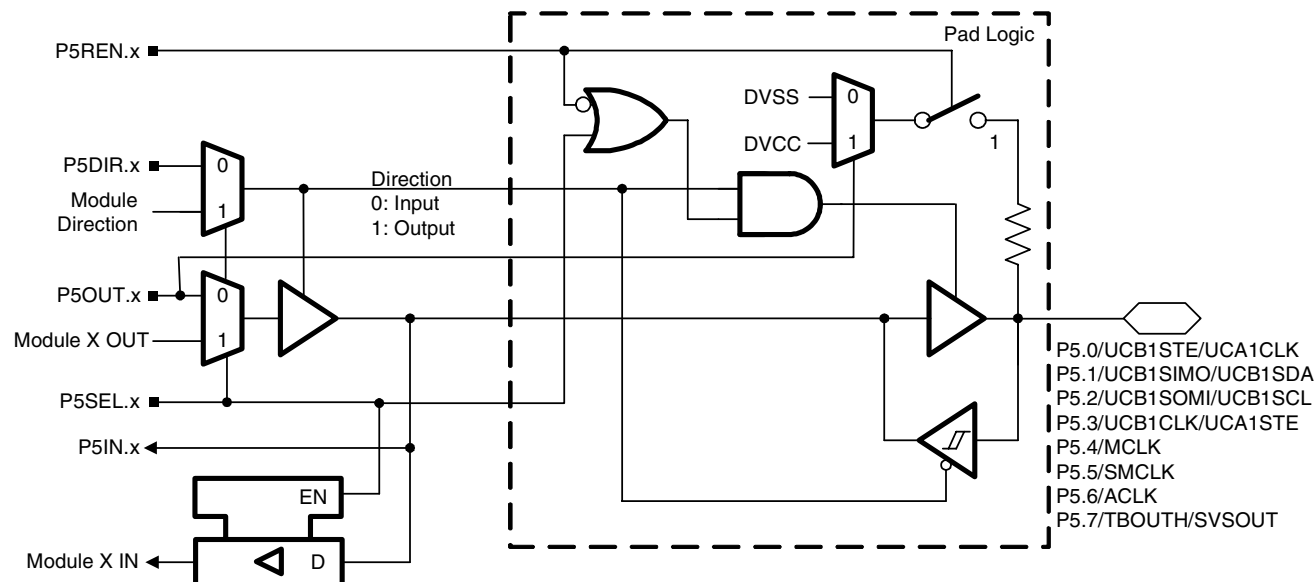 Pad Logic
P5REN.x
DVSS
0
DVCC
1
1
P5DIR.x
0
Module
Direction
1
Direction
0: Input
1: Output
P5OUT.x
0
Module X OUT
1
P5SEL.x
P5IN.x
EN
Module X IN
D
P5.0/UCB1STE/UCA1CLK
P5.1/UCB1SIMO/UCB1SDA
P5.2/UCB1SOMI/UCB1SCL
P5.3/UCB1CLK/UCA1STE
P5.4/MCLK
P5.5/SMCLK
P5.6/ACLK
P5.7/TBOUTH/SVSOUT